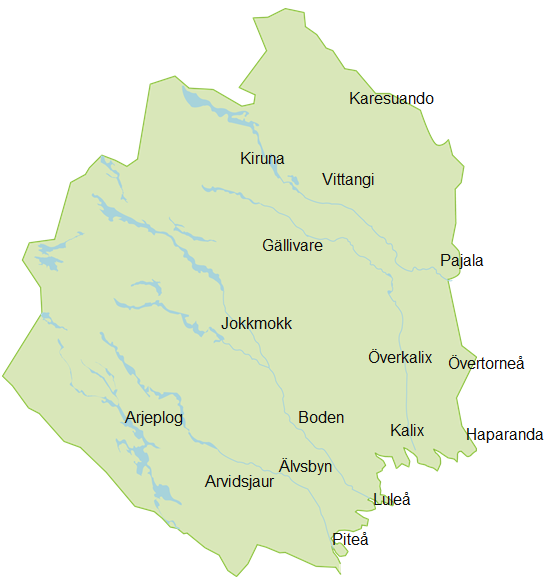 Karesuando
Kiruna
Vittangi
Gällivare
Pajala
Jokkmokk
Överkalix
Övertorneå
Arjeplog
Boden
Kalix
Haparanda
Älvsbyn
Arvidsjaur
Luleå
Piteå